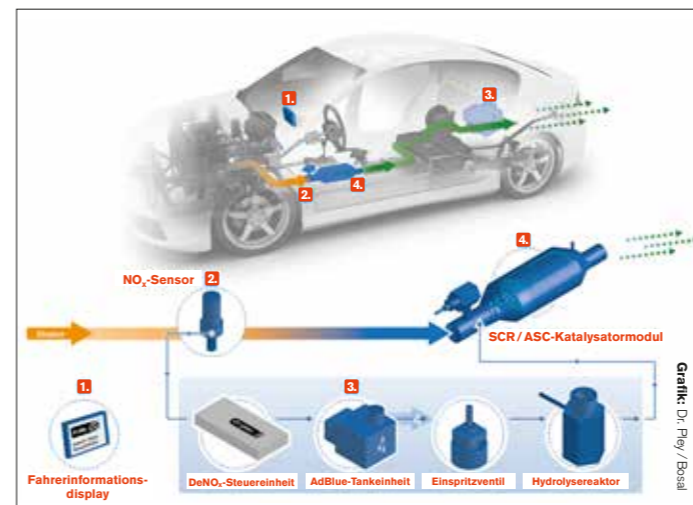 1.
3.
2.
4.
NOx-Sensor
2.
4.
SCR / ASC-Katalysatormodul
1.
3.
Fahrerinformations-
display
DeNOx-Steuereinheit
AdBlue-Tankeinheit
Einspritzventil
Hydrolysereaktor
Grafik: Dr. Pley / Bosal